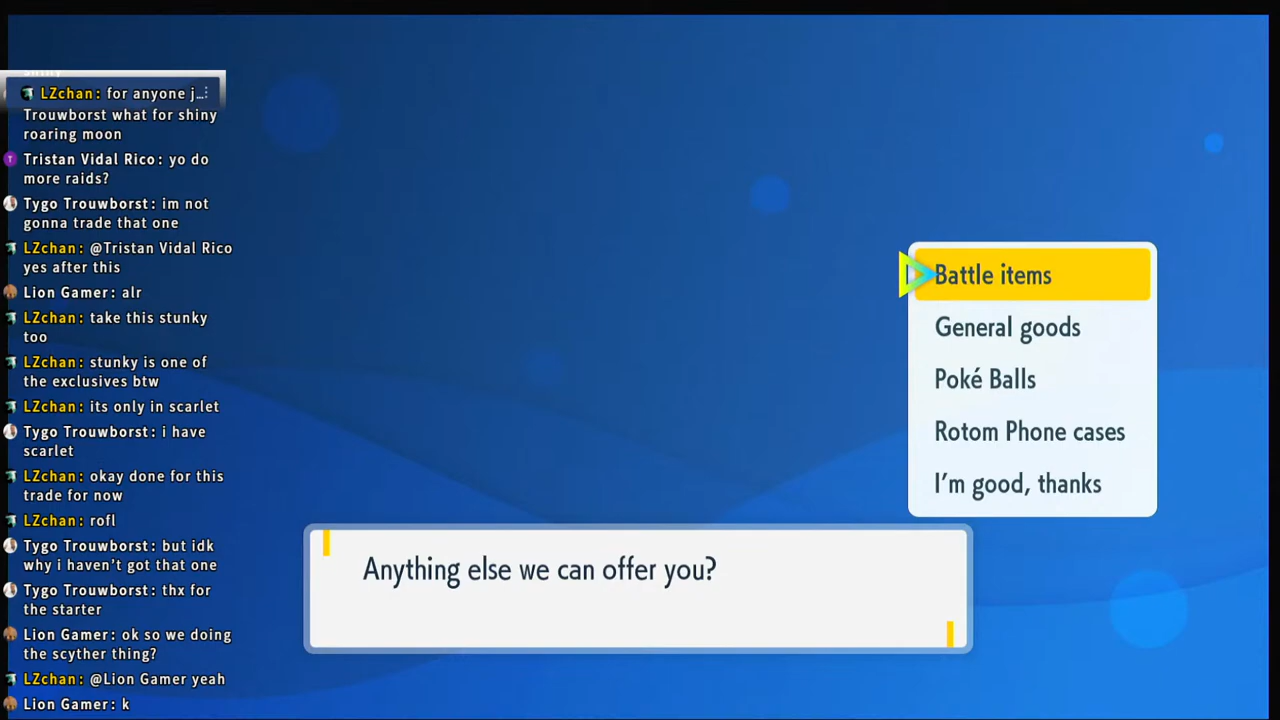 LZchan: for anyone j...
Trouwborst what for shiny
roaring moon
Tristan Vidal Rico: yo do
more raids?
Tygo Trouwborst: im not
gonna trade that one
LZchan: @Tristan Vidal Rico
yes after this
Lion Gamer: alr
LZchan: take this stunky
too
LZchan: stunky is one of
the exclusives btw
LZchan: its only in scarlet
Tygo Trouwborst: i have
scarlet
LZchan: okay done for this
trade for now
LZchan: rofl
Tygo Trouwborst: but idk
why i haven't got that one
Tygo Trouwborst: thx for
the starter
Lion Gamer: ok so we doing
the scyther thing?
LZchan: @Lion Gamer yeah
Lion Gamer: k
Battle items
General goods
Poké Balls
Rotom Phone cases
I'm good, thanks
Anything else we can offer you?